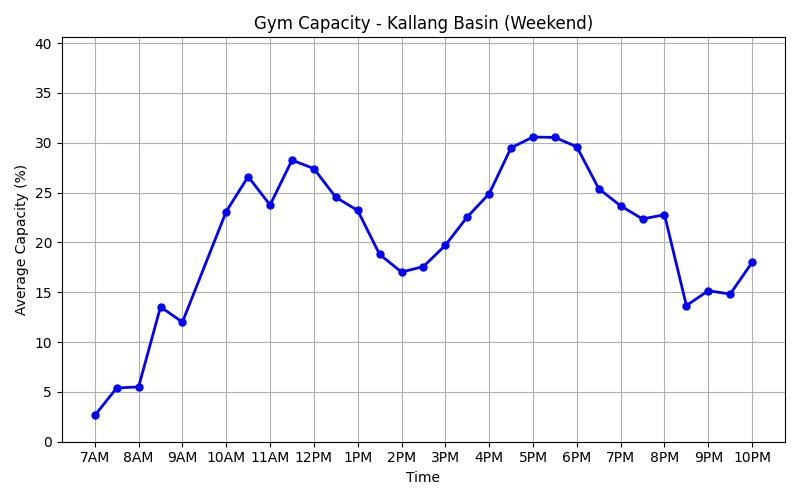 Gym Capacity - Kallang Basin (Weekend)
Average Capacity (%)
40
35
30
25
20
15
10
5
0
7AM 8AM 9AM 10AM 11AM 12PM 1PM 2PM 3PM 4PM 5PM 6PM 7PM 8PM 9PM 10PM
Time